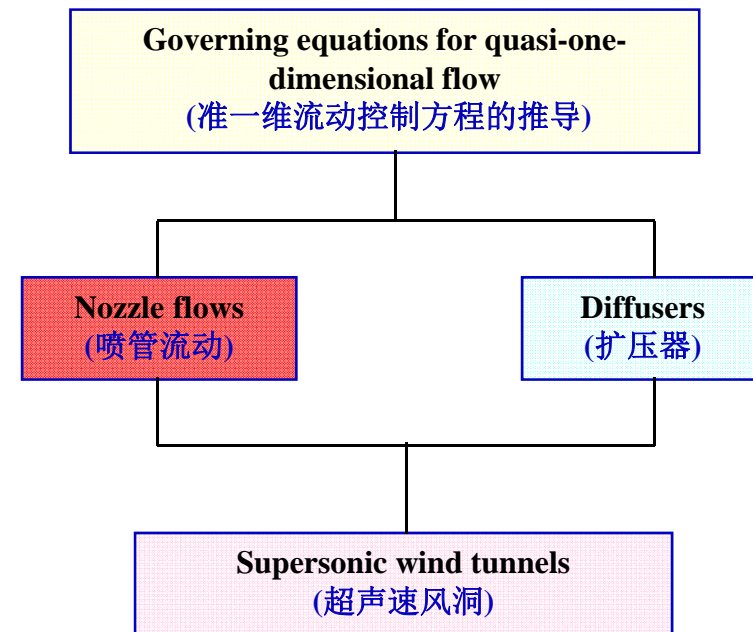 Governing equations for quasi-one-
dimensional flow
(准一维流动控制方程的推导)
Nozzle flows
(喷管流动)
Diffusers
(扩压器)
Supersonic wind tunnels
(超声速风洞)